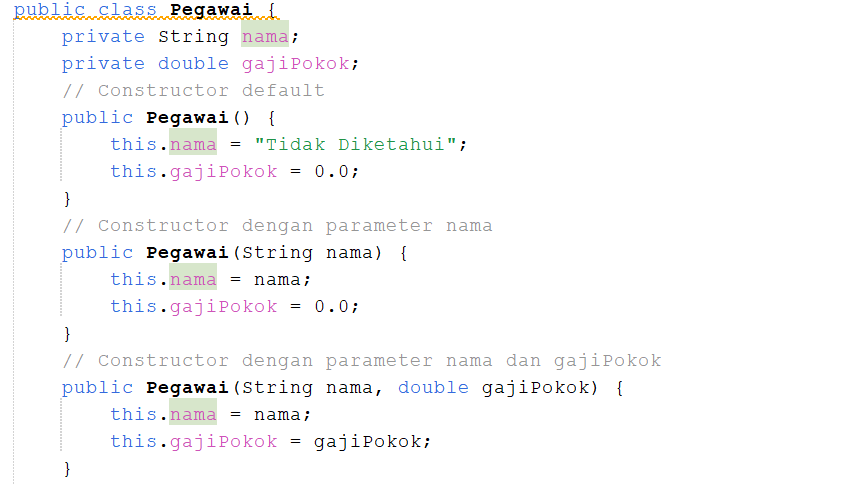 public class Pegawai {
    private String nama;
    private double gajiPokok;
    // Constructor default
    public Pegawai() {
        this.nama = "Tidak Diketahui";
        this.gajiPokok = 0.0;
    }
    // Constructor dengan parameter nama
    public Pegawai(String nama) {
        this.nama = nama;
        this.gajiPokok = 0.0;
    }
    // Constructor dengan parameter nama dan gajiPokok
    public Pegawai(String nama, double gajiPokok) {
        this.nama = nama;
        this.gajiPokok = gajiPokok;
    }